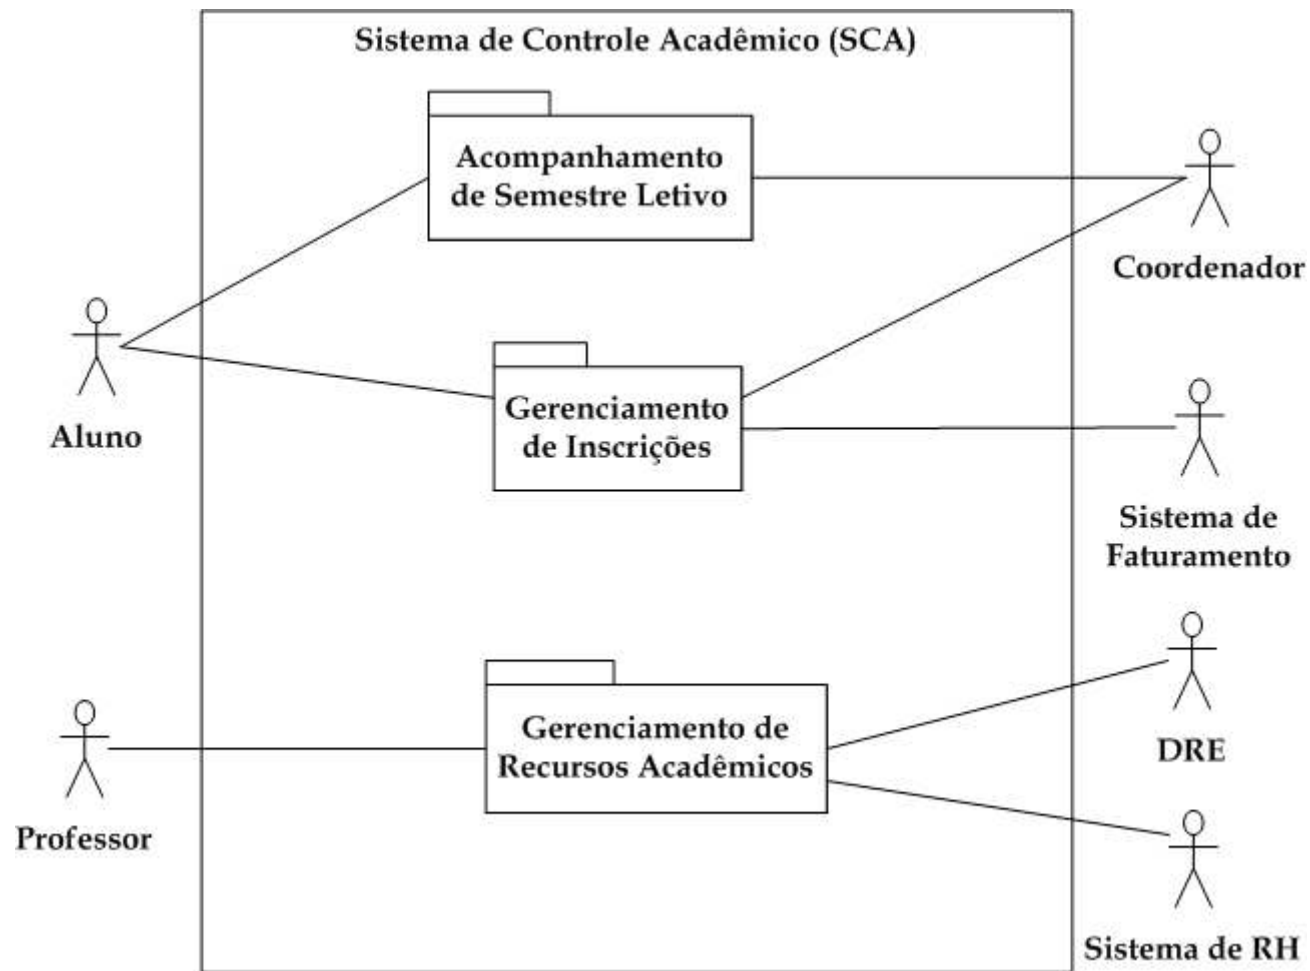 Sistema de Controle Acadêmico (SCA)
Acompanhamento
de Semestre Letivo
Coordenador
Aluno
Gerenciamento
de Inscrições
Sistema de
Faturamento
Gerenciamento de
Recursos Acadêmicos
DRE
Professor
Sistema de RH